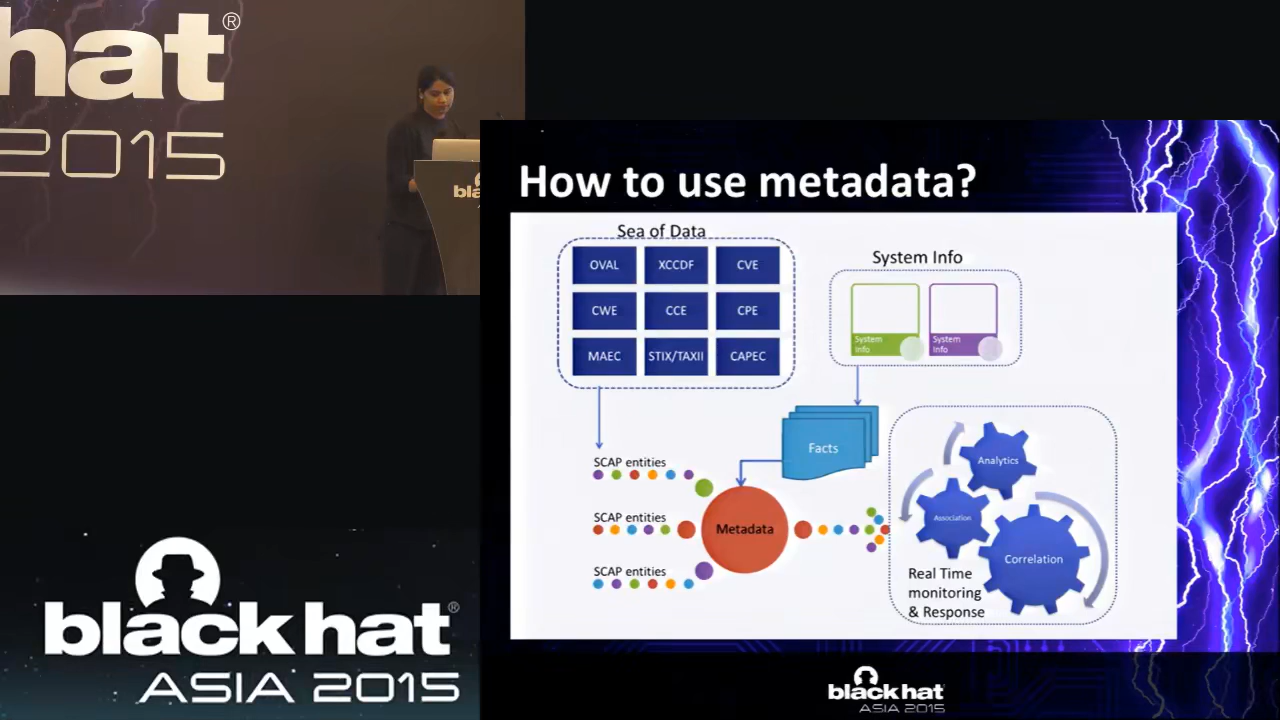 hat®
2015
bla
How to use metadata?
Sea of Data
OVAL XCCDF CVE
CWE CCE CPE
MAEC STIX/TAXII CAPEC
System Info
System Info
System Info
Facts
SCAP entities
SCAP entities
SCAP entities
Metadata
Analytics
Association
Correlation
Real Time
monitoring
& Response
black hat®
ASIA 2015
black hat
ASIA 2015